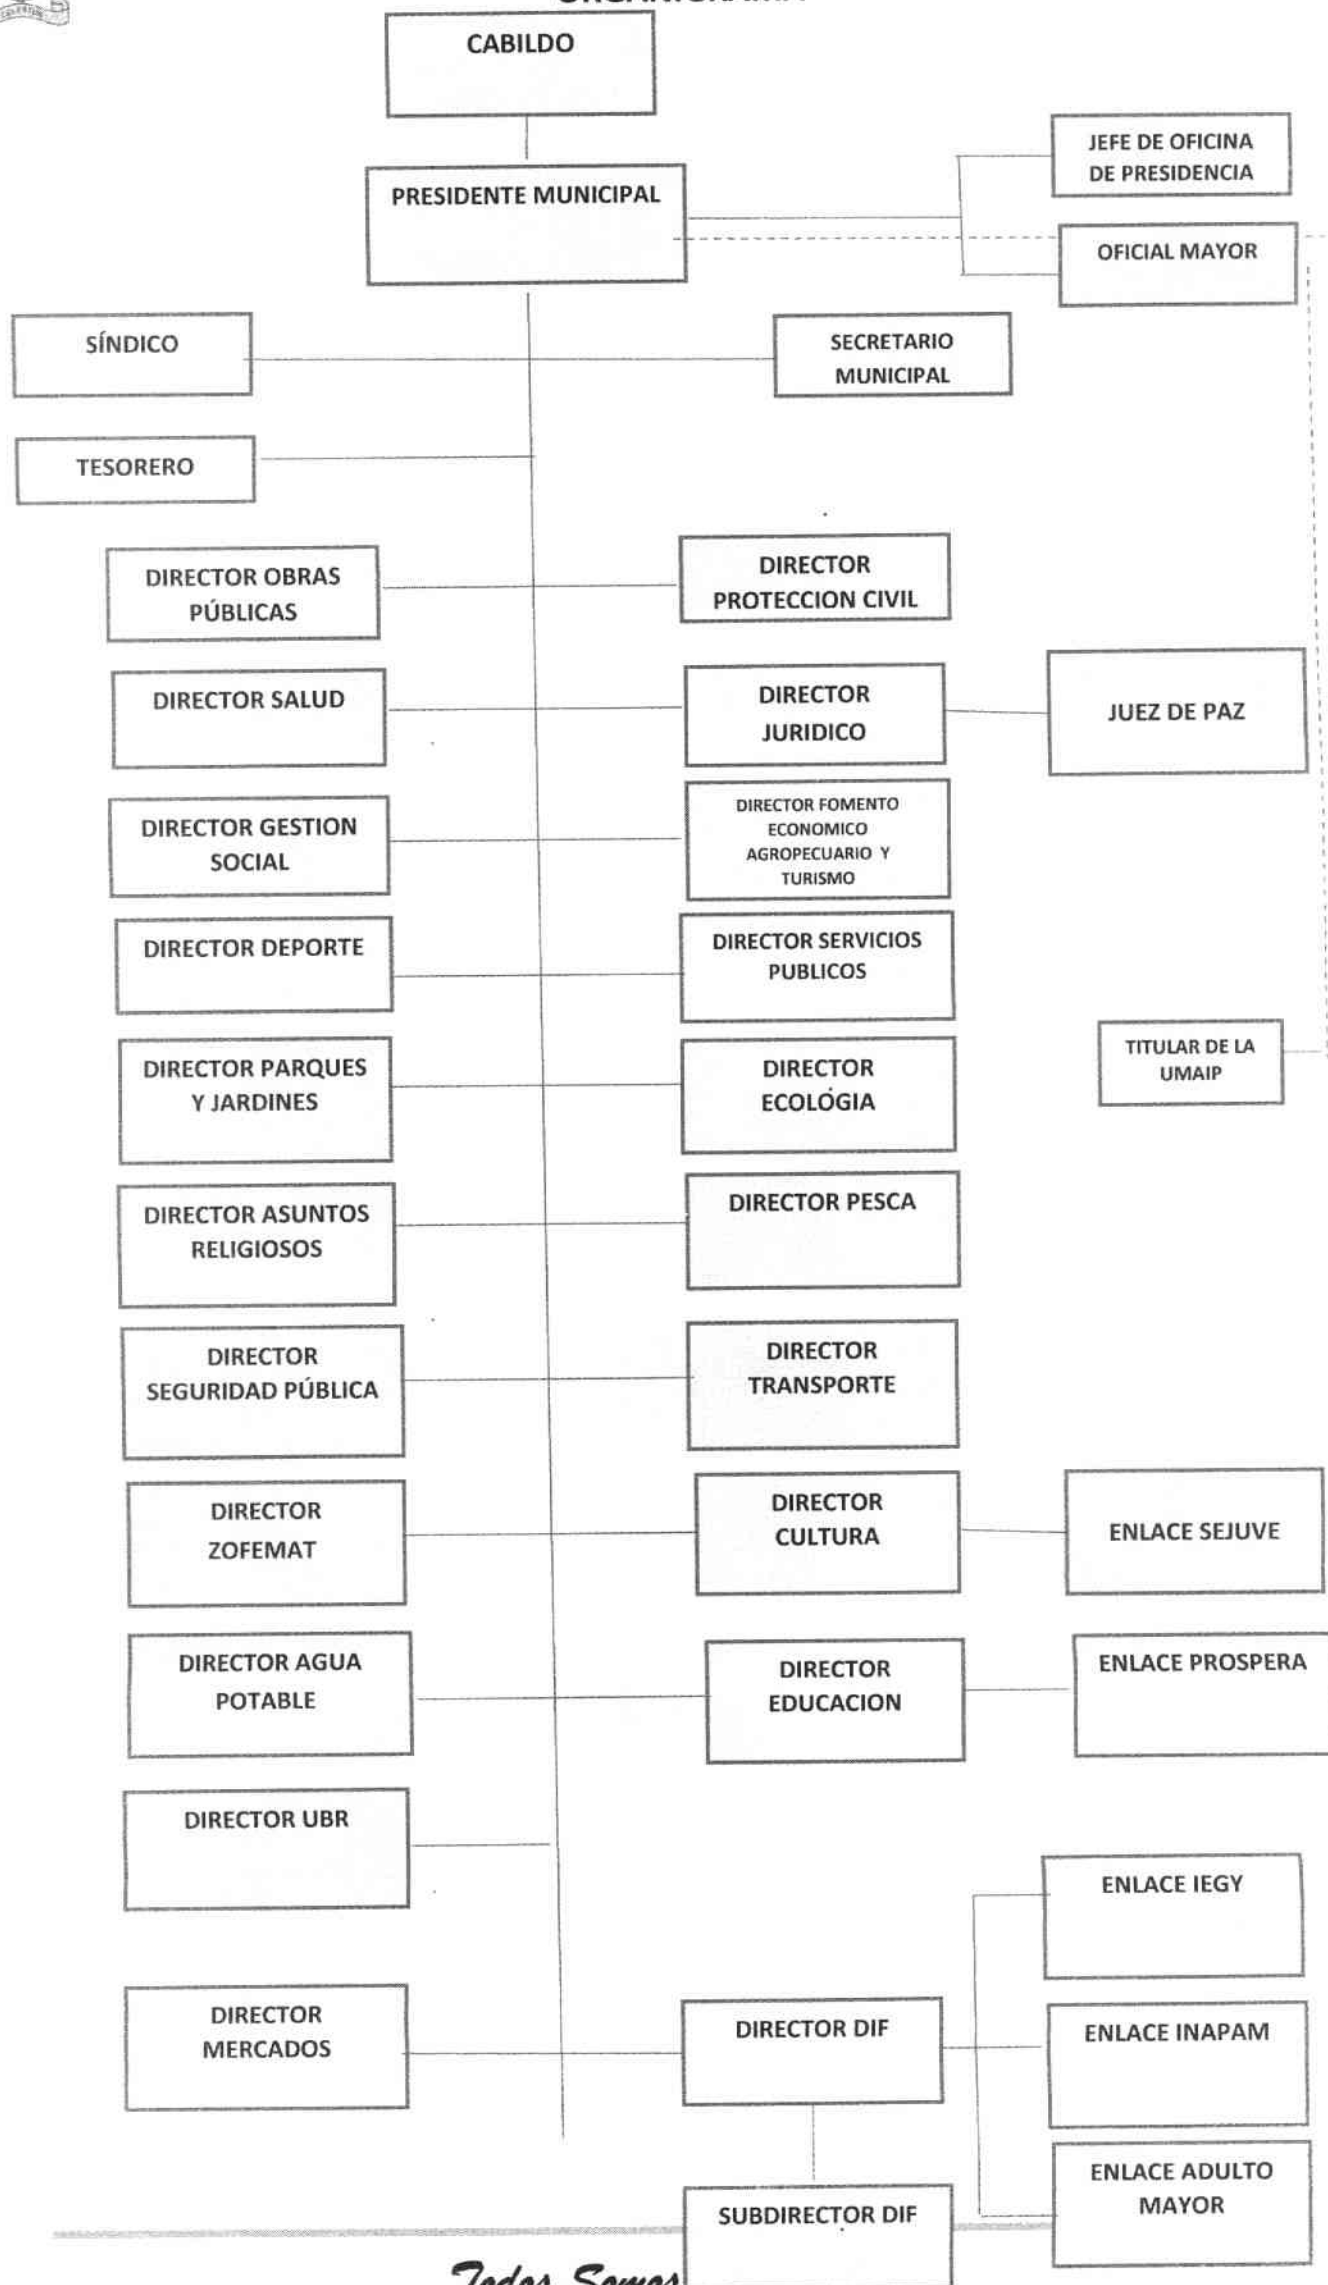 CABILDO
JEFE DE OFICINA
DE PRESIDENCIA
PRESIDENTE MUNICIPAL
OFICIAL MAYOR
SÍNDICO
SECRETARIO
MUNICIPAL
TESORERO
DIRECTOR OBRAS
PÚBLICAS
DIRECTOR
PROTECCION CIVIL
DIRECTOR SALUD
DIRECTOR
JURIDICO
JUEZ DE PAZ
DIRECTOR GESTION
SOCIAL
DIRECTOR FOMENTO
ECONOMICO
AGROPECUARIO Y
TURISMO
DIRECTOR DEPORTE
DIRECTOR SERVICIOS
PUBLICOS
DIRECTOR PARQUES
Y JARDINES
DIRECTOR
ECOLÓGIA
TITULAR DE LA
UMAIP
DIRECTOR ASUNTOS
RELIGIOSOS
DIRECTOR PESCA
DIRECTOR
SEGURIDAD PÚBLICA
DIRECTOR
TRANSPORTE
DIRECTOR
ZOFEMAT
DIRECTOR
CULTURA
ENLACE SEJUVE
DIRECTOR AGUA
POTABLE
DIRECTOR
EDUCACION
ENLACE PROSPERA
DIRECTOR UBR
ENLACE IEGY
DIRECTOR
MERCADOS
DIRECTOR DIF
ENLACE INAPAM
ENLACE ADULTO
MAYOR
SUBDIRECTOR DIF
Todos Somos